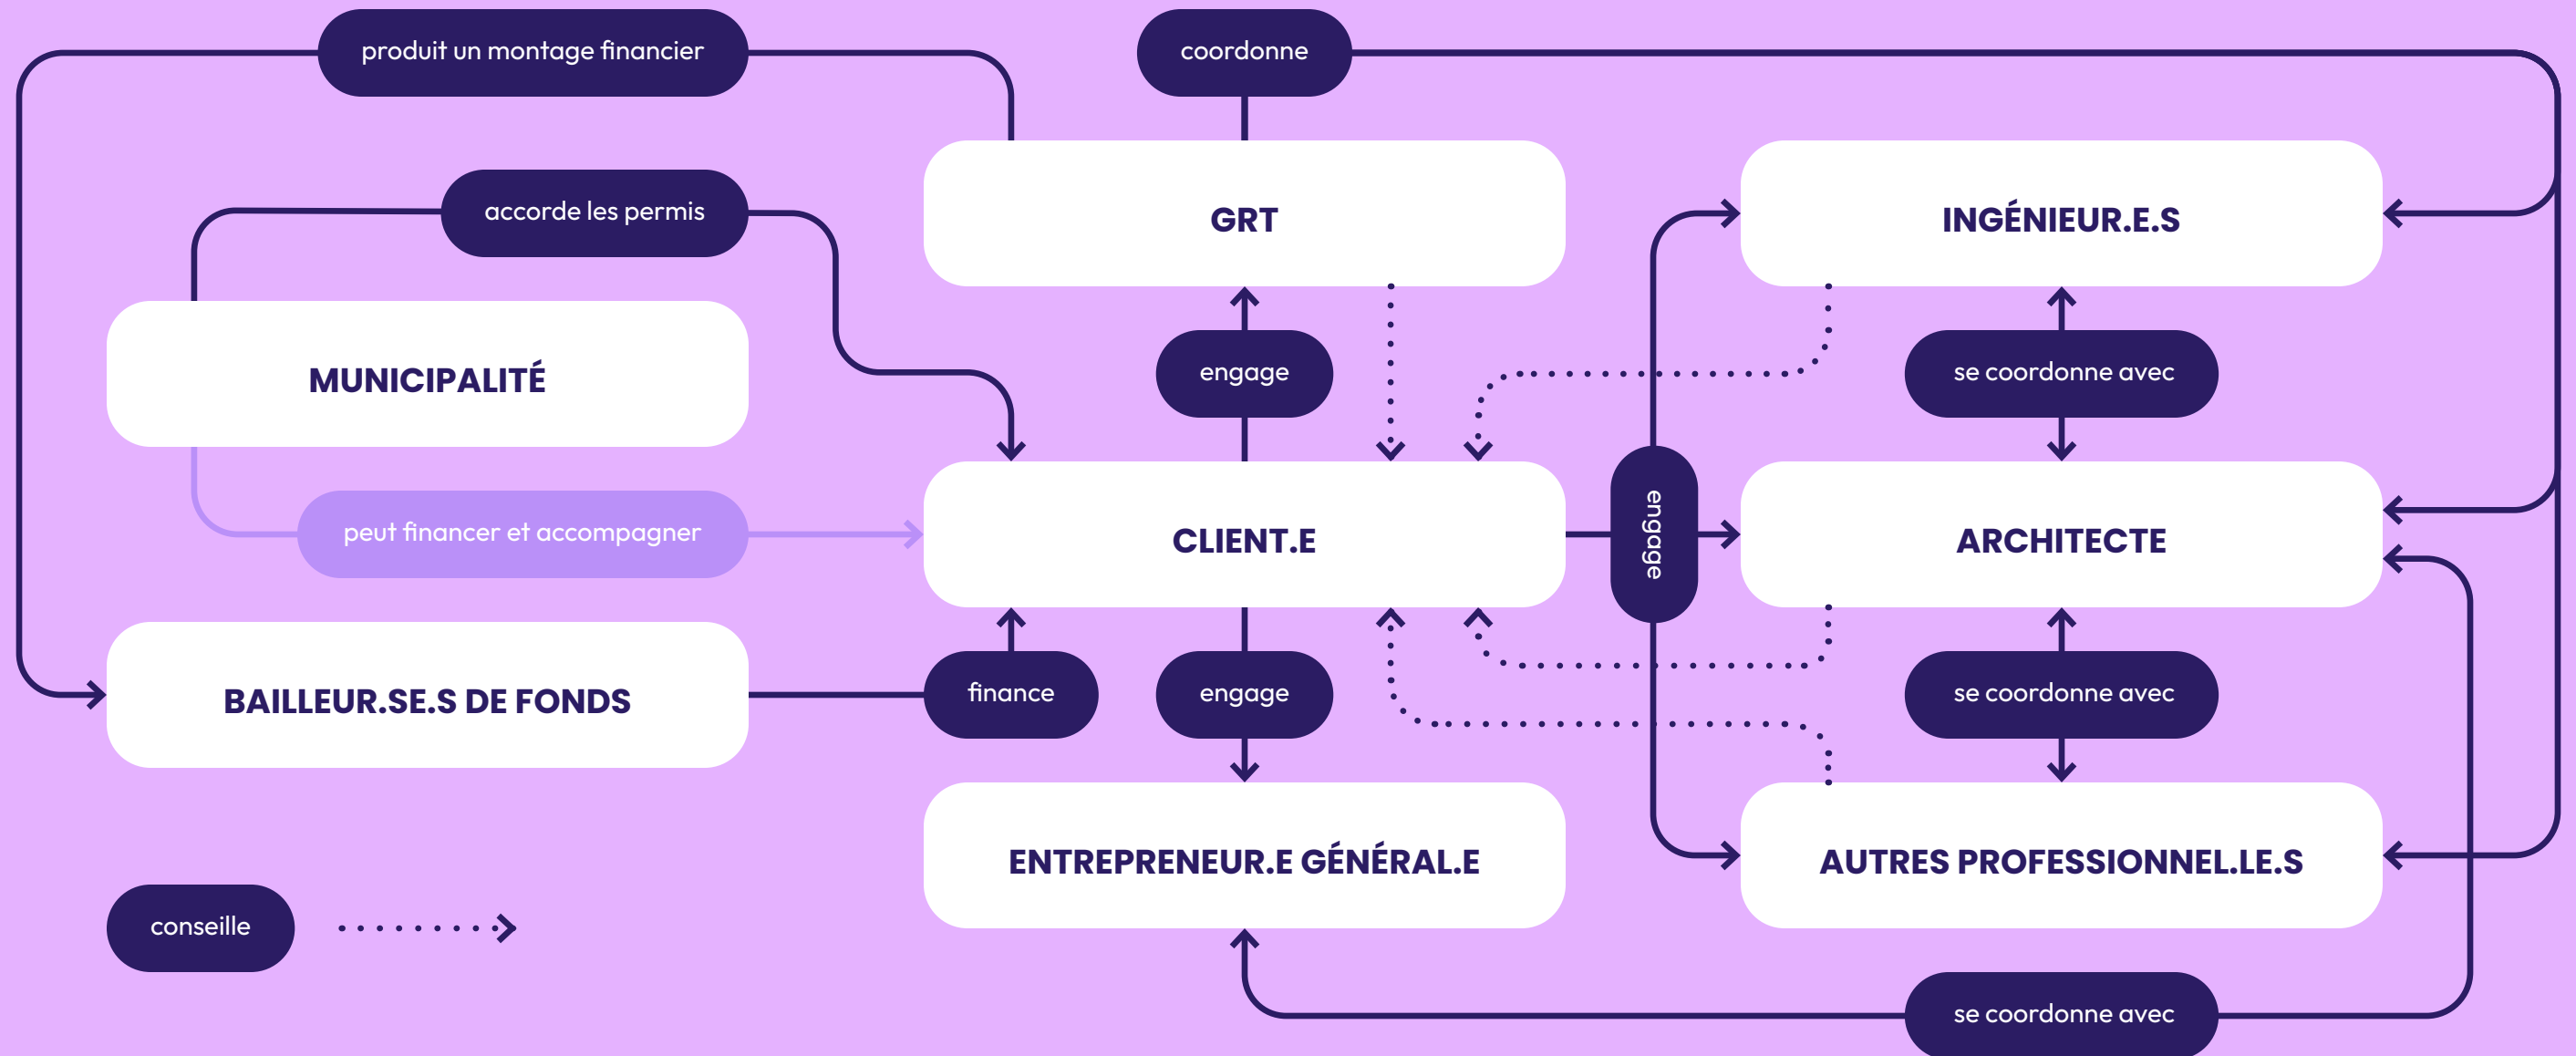 produit un montage financier
coordonne
accorde les permis
GRT
INGÉNIEUR.E.S
MUNICIPALITÉ
engage
se coordonne avec
peut financer et accompagner
CLIENT.E
engage
ARCHITECTE
BAILLEUR.SE.S DE FONDS
finance
engage
se coordonne avec
ENTREPRENEUR.E GÉNÉRAL.E
AUTRES PROFESSIONNEL.LE.S
conseille
se coordonne avec